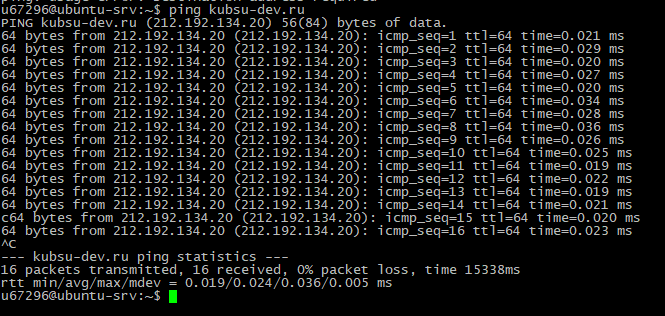 u67296@ubuntu-srv:~$ ping kubsu-dev.ru
PING kubsu-dev.ru (212.192.134.20) 56(84) bytes of data.
64 bytes from 212.192.134.20 (212.192.134.20): icmp_seq=1 ttl=64 time=0.021 ms
64 bytes from 212.192.134.20 (212.192.134.20): icmp_seq=2 ttl=64 time=0.029 ms
64 bytes from 212.192.134.20 (212.192.134.20): icmp_seq=3 ttl=64 time=0.020 ms
64 bytes from 212.192.134.20 (212.192.134.20): icmp_seq=4 ttl=64 time=0.027 ms
64 bytes from 212.192.134.20 (212.192.134.20): icmp_seq=5 ttl=64 time=0.020 ms
64 bytes from 212.192.134.20 (212.192.134.20): icmp_seq=6 ttl=64 time=0.034 ms
64 bytes from 212.192.134.20 (212.192.134.20): icmp_seq=7 ttl=64 time=0.028 ms
64 bytes from 212.192.134.20 (212.192.134.20): icmp_seq=8 ttl=64 time=0.036 ms
64 bytes from 212.192.134.20 (212.192.134.20): icmp_seq=9 ttl=64 time=0.026 ms
64 bytes from 212.192.134.20 (212.192.134.20): icmp_seq=10 ttl=64 time=0.025 ms
64 bytes from 212.192.134.20 (212.192.134.20): icmp_seq=11 ttl=64 time=0.019 ms
64 bytes from 212.192.134.20 (212.192.134.20): icmp_seq=12 ttl=64 time=0.022 ms
64 bytes from 212.192.134.20 (212.192.134.20): icmp_seq=13 ttl=64 time=0.019 ms
64 bytes from 212.192.134.20 (212.192.134.20): icmp_seq=14 ttl=64 time=0.021 ms
c64 bytes from 212.192.134.20 (212.192.134.20): icmp_seq=15 ttl=64 time=0.020 ms
64 bytes from 212.192.134.20 (212.192.134.20): icmp_seq=16 ttl=64 time=0.023 ms
^C
--- kubsu-dev.ru ping statistics ---
16 packets transmitted, 16 received, 0% packet loss, time 15338ms
rtt min/avg/max/mdev = 0.019/0.024/0.036/0.005 ms
u67296@ubuntu-srv:~$